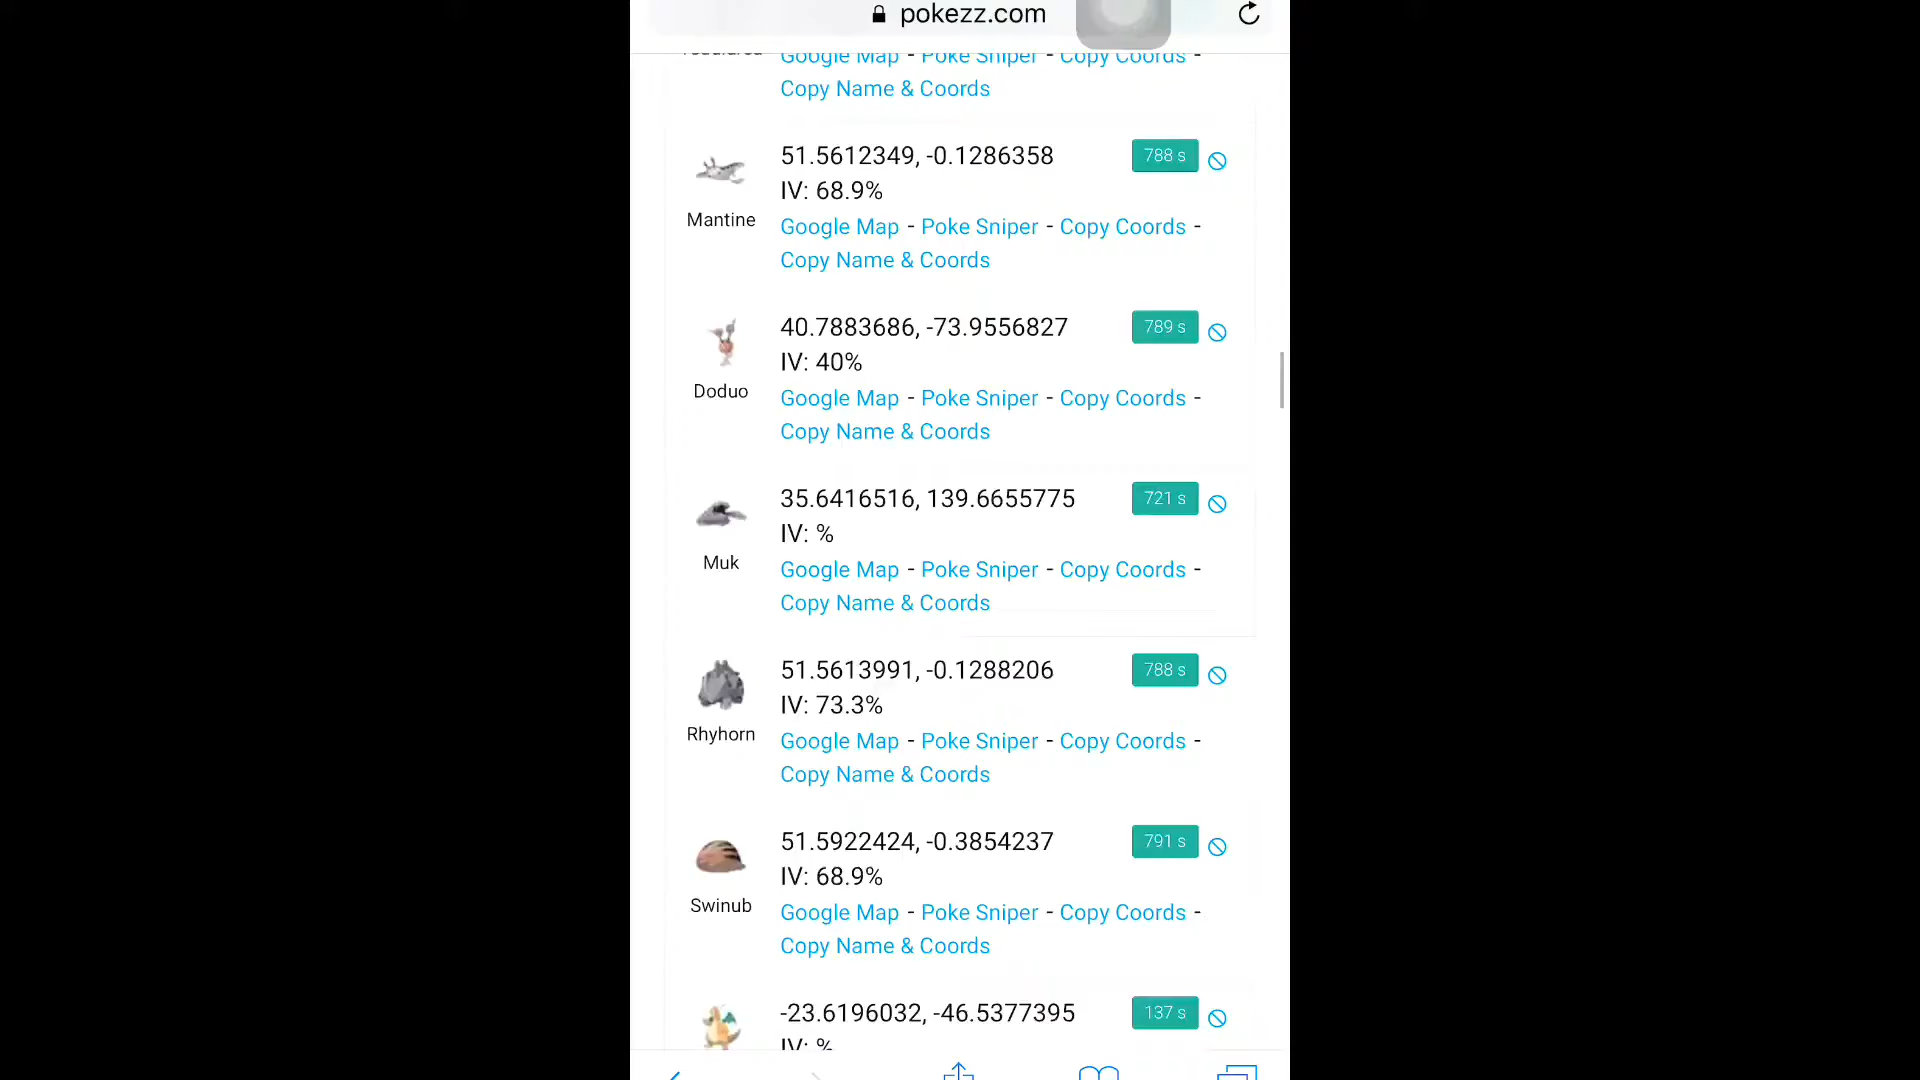 pokezz.com
Google Map - Poke Sniper - Copy Coords -
Copy Name & Coords
51.5612349, -0.1286358
788 s
IV: 68.9%
Mantine
Google Map - Poke Sniper - Copy Coords -
Copy Name & Coords
40.7883686, -73.9556827
789 s
IV: 40%
Doduo
Google Map - Poke Sniper - Copy Coords -
Copy Name & Coords
35.6416516, 139.6655775
721 s
IV: %
Muk
Google Map - Poke Sniper - Copy Coords -
Copy Name & Coords
51.5613991, -0.1288206
788 s
IV: 73.3%
Rhyhorn
Google Map - Poke Sniper - Copy Coords -
Copy Name & Coords
51.5922424, -0.3854237
791 s
IV: 68.9%
Swinub
Google Map - Poke Sniper - Copy Coords -
Copy Name & Coords
-23.6196032, -46.5377395
137 s
IV: %